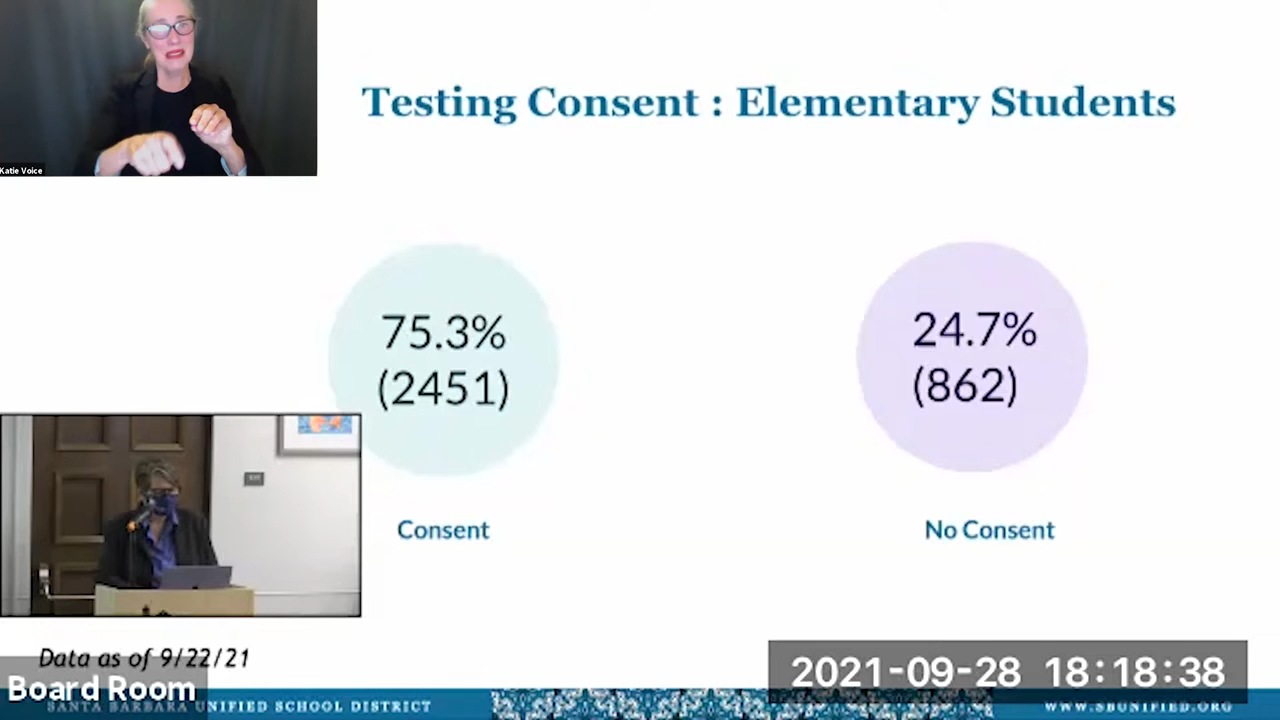 Katie Voice
Testing Consent : Elementary Students
75.3%
(2451)
24.7%
(862)
Consent
No Consent
Data as of 9/22/21
Board Room
2021-09-28 18:18:38
SANTA BARBARA UNIFIED SCHOOL DISTRICT
WWW.SBUNIFIED.ORG